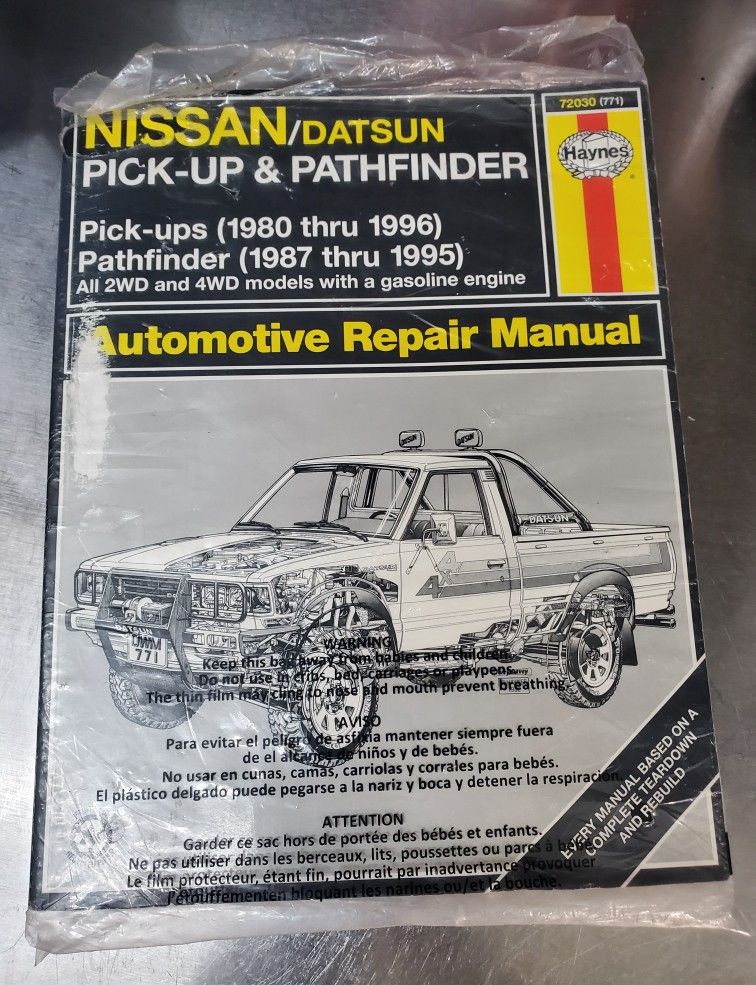 NISSAN/DATSUN
PICK-UP & PATHFINDER
Pick-ups (1980 thru 1996)
Pathfinder (1987 thru 1995)
All 2WD and 4WD models with a gasoline engine
72030 (771)
Haynes
Automotive Repair Manual
DATSUN
DATSUN
DATSUN
DATSUN
4X4
771
WARNING
Keep this bag away from babies and children.
Do not use in cribs, bed, carriages or playpens.
The thin film may cling to nose and mouth prevent breathing
AVISO
Para evitar el peligro de asfixia mantener siempre fuera
de el alcance de niños y de bebés.
No usar en cunas, camas, carriolas y corrales para bebés.
El plástico delgado puede pegarse a la nariz y boca y detener la respiración.
ATTENTION
Garder ce sac hors de portée des bébés et enfants.
Ne pas utiliser dans les berceaux, lits, poussettes ou parcs à bébé.
Le film protecteur, étant fin, pourrait par inadvertance provoquer
l'étouffement en bloquant les narines ou/et la bouche.
EVERY MANUAL BASED ON A
COMPLETE TEARDOWN
AND REBUILD